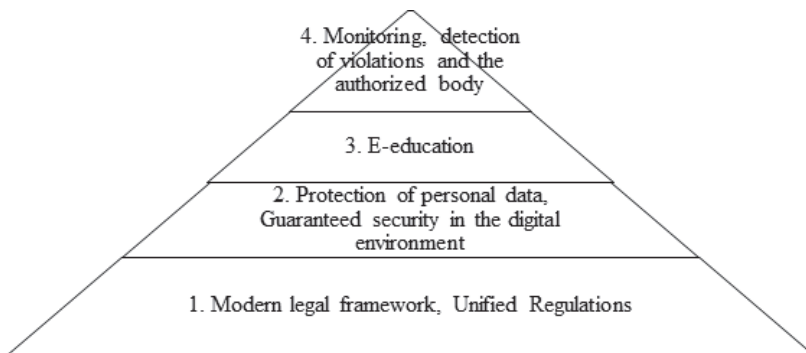 4. Monitoring, detection
of violations and the
authorized body
3. E-education
2. Protection of personal data,
Guaranteed security in the digital
environment
1. Modern legal framework, Unified Regulations